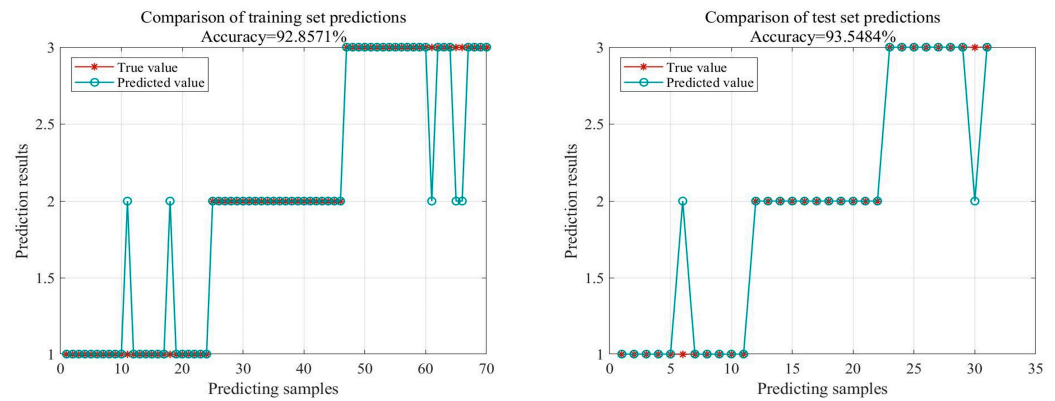 Comparison of training set predictions
Accuracy=92.8571%
3
2.5
2
1.5
1
Prediction results
True value
Predicted value
0 10 20 30 40 50 60 70
Predicting samples
Comparison of test set predictions
Accuracy=93.5484%
3
2.5
2
1.5
1
Prediction results
True value
Predicted value
0 5 10 15 20 25 30 35
Predicting samples